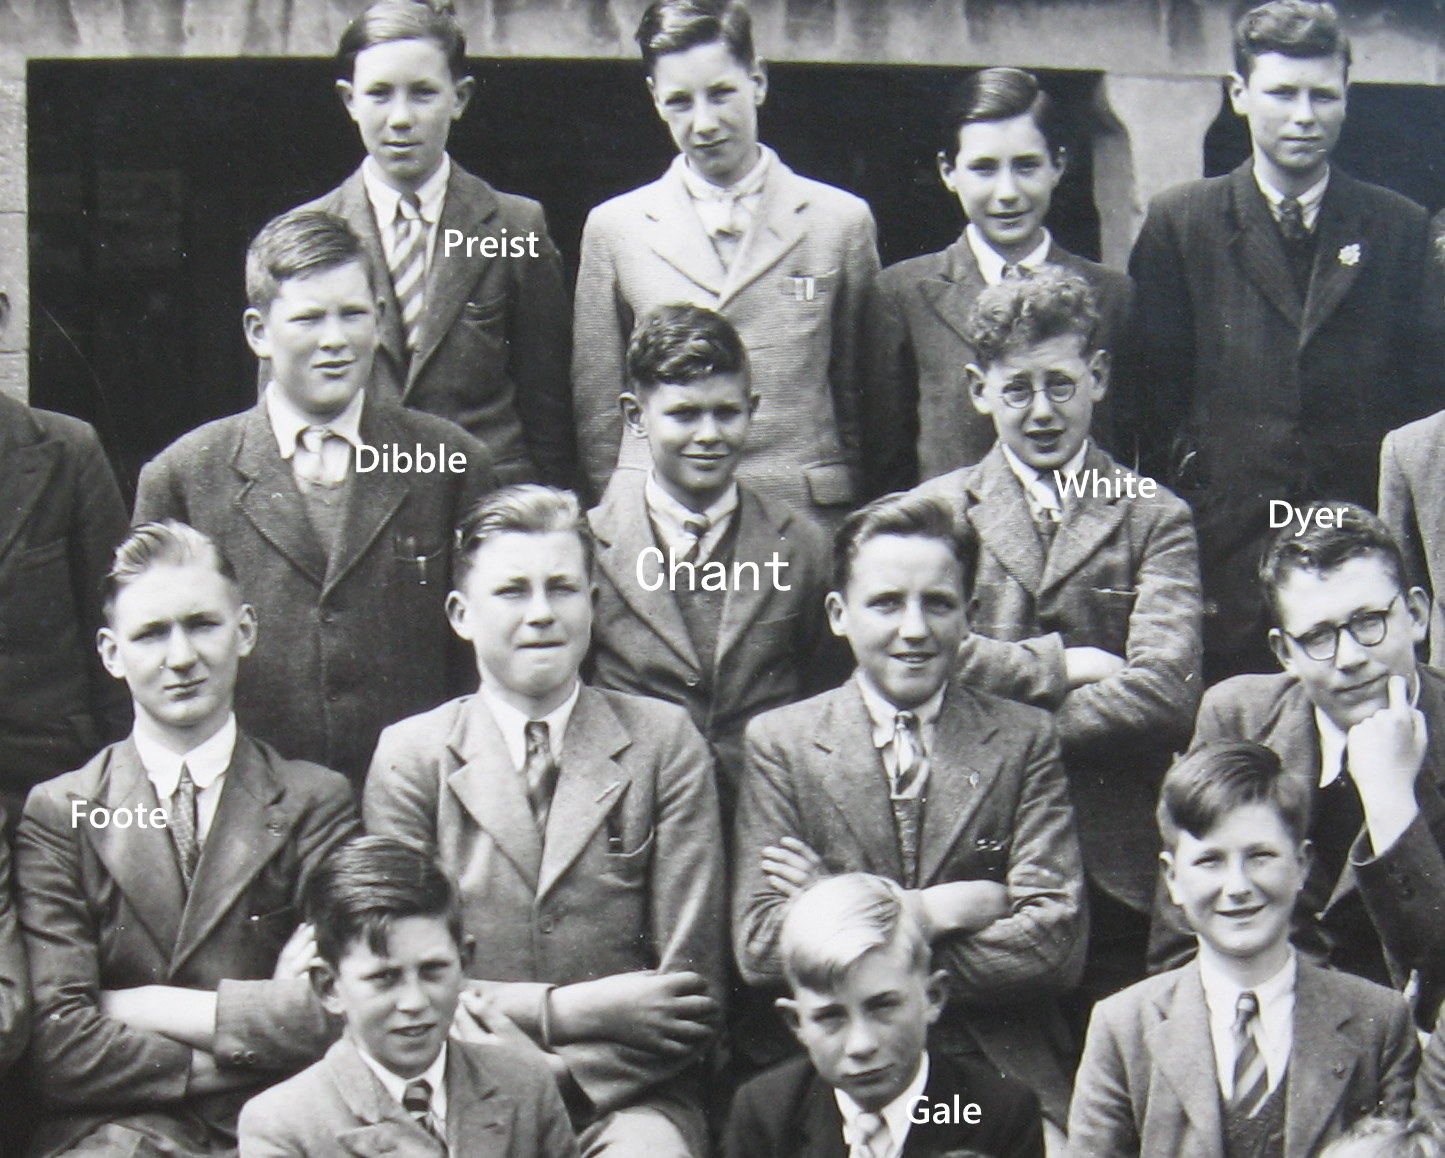 Preist
Dibble
White
Dyer
Chant
Foote
Gale